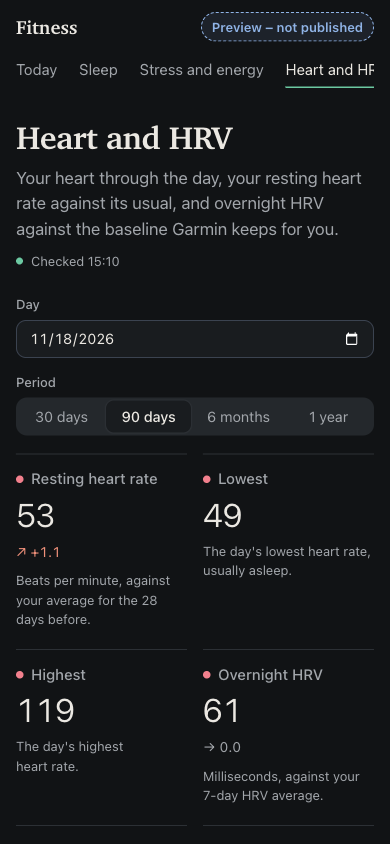 Fitness
Preview – not published
Today Sleep Stress and energy Heart and HR
Heart and HRV
Your heart through the day, your resting heart
rate against its usual, and overnight HRV
against the baseline Garmin keeps for you.
Checked 15:10
Day
11/18/2026
Period
30 days 90 days 6 months 1 year
Resting heart rate
53
↗ +1.1
Beats per minute, against
your average for the 28
days before.
Lowest
49
The day's lowest heart rate,
usually asleep.
Highest
119
The day's highest
heart rate.
Overnight HRV
61
→ 0.0
Milliseconds, against your
7-day HRV average.